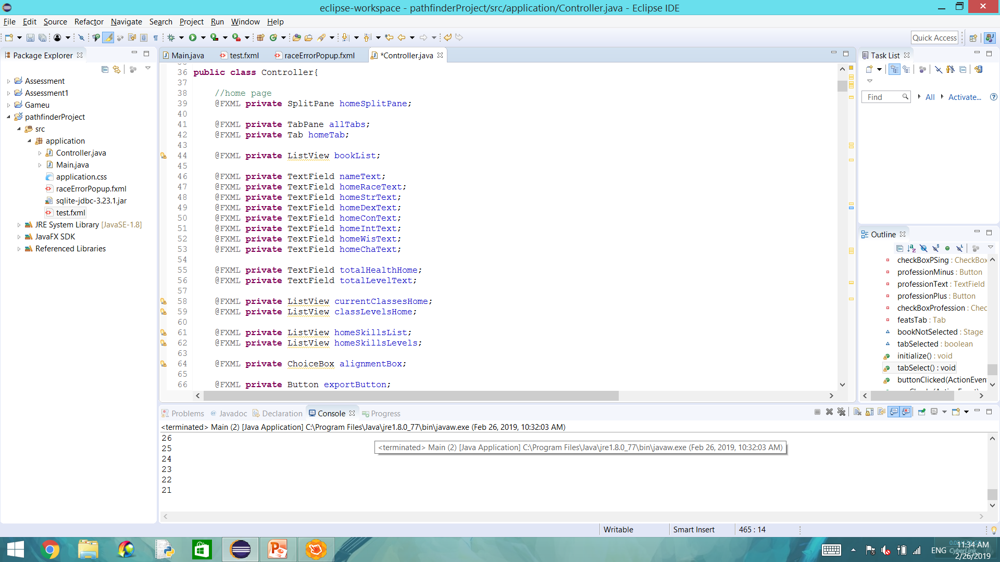 eclipse-workspace - pathfinderProject/src/application/Controller.java - Eclipse IDE
File Edit Source Refactor Navigate Search Project Run Window Help
Quick Access
Package Explorer
Assessment
Assessment1
Gameu
pathfinderProject
src
application
Controller.java
Main.java
application.css
raceErrorPopup.fxml
sqlite-jdbc-3.23.1.jar
test.fxml
JRE System Library [JavaSE-1.8]
JavaFX SDK
Referenced Libraries
Main.java test.fxml raceErrorPopup.fxml *Controller.java
36 public class Controller{
37
38 //home page
39 @FXML private SplitPane homeSplitPane;
40
41 @FXML private TabPane allTabs;
42 @FXML private Tab homeTab;
43
44 @FXML private ListView bookList;
45
46 @FXML private TextField nameText;
47 @FXML private TextField homeRaceText;
48 @FXML private TextField homeStrText;
49 @FXML private TextField homeDexText;
50 @FXML private TextField homeConText;
51 @FXML private TextField homeIntText;
52 @FXML private TextField homeWisText;
53 @FXML private TextField homeChaText;
54
55 @FXML private TextField totalHealthHome;
56 @FXML private TextField totalLevelText;
57
58 @FXML private ListView currentClassesHome;
59 @FXML private ListView classLevelsHome;
60
61 @FXML private ListView homeSkillsList;
62 @FXML private ListView homeSkillsLevels;
63
64 @FXML private ChoiceBox alignmentBox;
65
66 @FXML private Button exportButton;
Task List
Find All Activate...
Outline
checkBoxPSing : CheckBox
professionMinus : Button
professionText : TextField
professionPlus : Button
checkBoxProfession : Chec
featsTab : Tab
bookNotSelected : Stage
tabSelected : boolean
initialize() : void
tabSelect() : void
buttonClicked(ActionEven
Problems Javadoc Declaration Console Progress
<terminated> Main (2) [Java Application] C:\Program Files\Java\jre1.8.0_77\bin\javaw.exe (Feb 26, 2019, 10:32:03 AM)
26
<terminated> Main (2) [Java Application] C:\Program Files\Java\jre1.8.0_77\bin\javaw.exe (Feb 26, 2019, 10:32:03 AM)
25
24
23
22
21
Writable Smart Insert 465 : 14
ENG 11:34 AM
CyberLink
2/26/2019